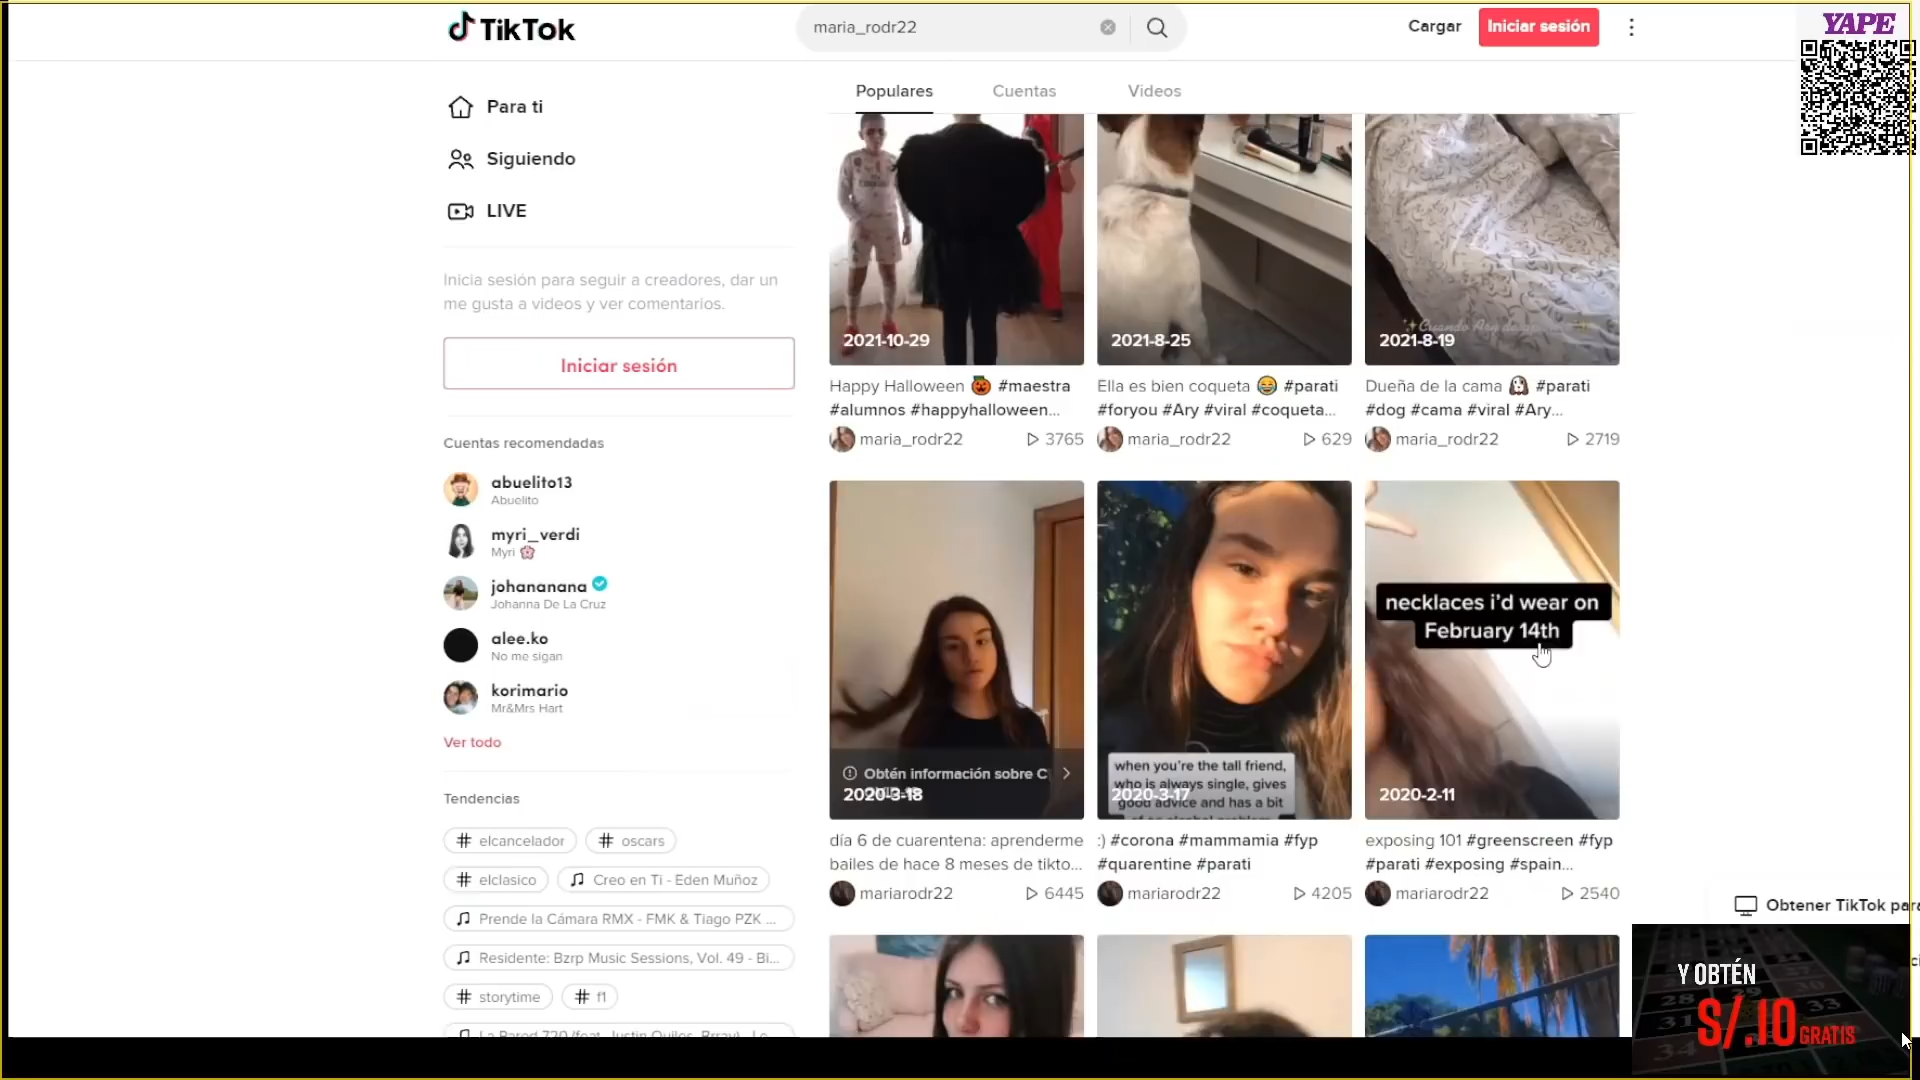 TikTok
maria_rodr22
Cargar
Iniciar sesión
YAPE
Para ti
Siguiendo
LIVE
Inicia sesión para seguir a creadores, dar un
me gusta a videos y ver comentarios.
Iniciar sesión
Cuentas recomendadas
abuelito13
Abuelito
myri_verdi
Myri
johananana
Johanna De La Cruz
alee.ko
No me sigan
korimario
Mr&Mrs Hart
Ver todo
Tendencias
# elcancelador # oscars
# elclasico Creo en Ti - Eden Muñoz
Prende la Cámara RMX - FMK & Tiago PZK ...
Residente: Bzrp Music Sessions, Vol. 49 - Bi...
# storytime # f1
Populares Cuentas Videos
2021-10-29
Happy Halloween 🎃 #maestra
#alumnos #happyhalloween...
maria_rodr22 3765
2021-8-25
Ella es bien coqueta 😂 #parati
#foryou #Ary #viral #coqueta...
maria_rodr22 629
Cuando Ary
2021-8-19
Dueña de la cama 🐶 #parati
#dog #cama #viral #Ary...
maria_rodr22 2719
Obtén información sobre C
2020-3-18
día 6 de cuarentena: aprenderme
bailes de hace 8 meses de tikto...
mariarodr22 6445
when you're the tall friend,
who is always single, gives
good advice and has a bit
2020-3-17
:) #corona #mammamia #fyp
#quarentine #parati
mariarodr22 4205
necklaces i'd wear on
February 14th
2020-2-11
exposing 101 #greenscreen #fyp
#parati #exposing #spain...
mariarodr22 2540
Obtener TikTok para
Y OBTÉN
S/.10 GRATIS